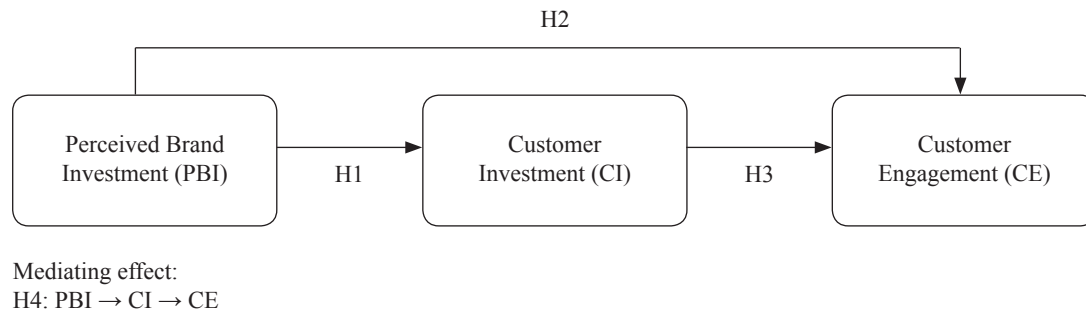 H2
Perceived Brand
Investment (PBI)
H1
Customer
Investment (CI)
H3
Customer
Engagement (CE)
Mediating effect:
H4: PBI → CI → CE